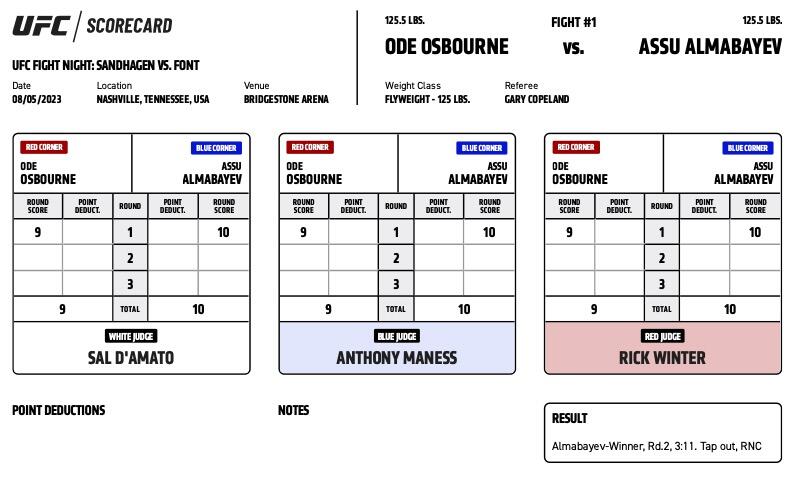 UFC / SCORECARD
UFC FIGHT NIGHT: SANDHAGEN VS. FONT
Date Location Venue
08/05/2023 NASHVILLE, TENNESSEE, USA BRIDGESTONE ARENA
125.5 LBS. FIGHT #1 125.5 LBS.
ODE OSBOURNE VS. ASSU ALMABAYEV
Weight Class Referee
FLYWEIGHT - 125 LBS. GARY COPELAND
RED CORNER BLUE CORNER
ODE ASSU
OSBOURNE ALMABAYEV
ROUND SCORE POINT DEDUCT. ROUND POINT DEDUCT. ROUND SCORE
9 1 10
2
3
9 TOTAL 10
WHITE JUDGE
SAL D'AMATO
RED CORNER BLUE CORNER
ODE ASSU
OSBOURNE ALMABAYEV
ROUND SCORE POINT DEDUCT. ROUND POINT DEDUCT. ROUND SCORE
9 1 10
2
3
9 TOTAL 10
BLUE JUDGE
ANTHONY MANESS
RED CORNER BLUE CORNER
ODE ASSU
OSBOURNE ALMABAYEV
ROUND SCORE POINT DEDUCT. ROUND POINT DEDUCT. ROUND SCORE
9 1 10
2
3
9 TOTAL 10
RED JUDGE
RICK WINTER
POINT DEDUCTIONS
NOTES
RESULT
Almabayev-Winner, Rd.2, 3:11. Tap out, RNC